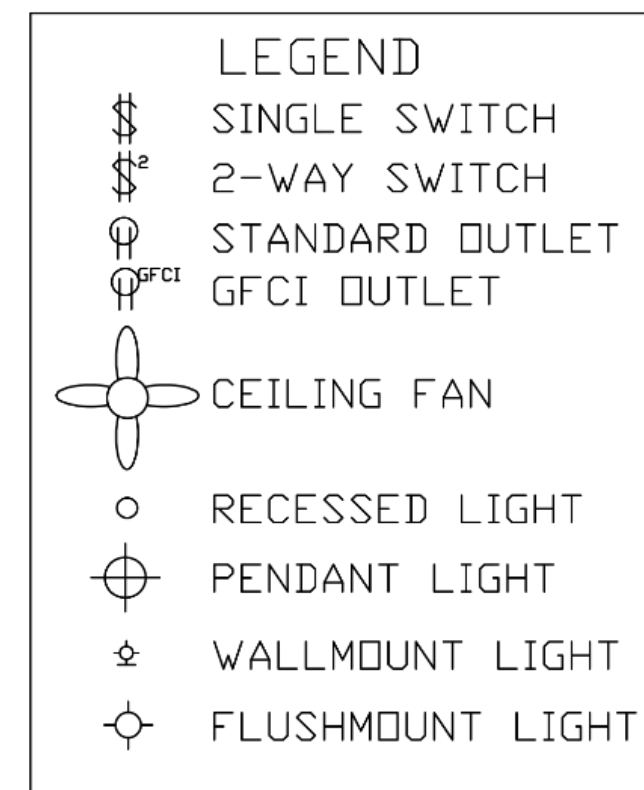 LEGEND
$ SINGLE SWITCH
$² 2-WAY SWITCH
STANDARD OUTLET
GFCI GFCI OUTLET
CEILING FAN
RECESSED LIGHT
PENDANT LIGHT
WALLMOUNT LIGHT
FLUSHMOUNT LIGHT